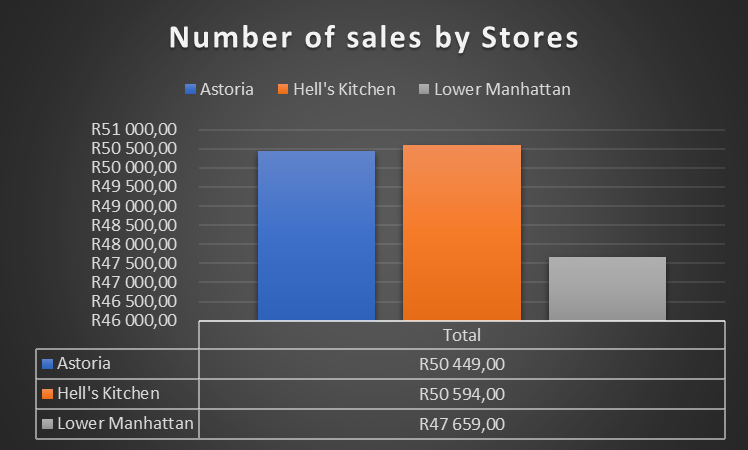 Number of sales by Stores
Astoria Hell's Kitchen Lower Manhattan
R51 000,00
R50 500,00
R50 000,00
R49 500,00
R49 000,00
R48 500,00
R48 000,00
R47 500,00
R47 000,00
R46 500,00
R46 000,00
Total
Astoria R50 449,00
Hell's Kitchen R50 594,00
Lower Manhattan R47 659,00